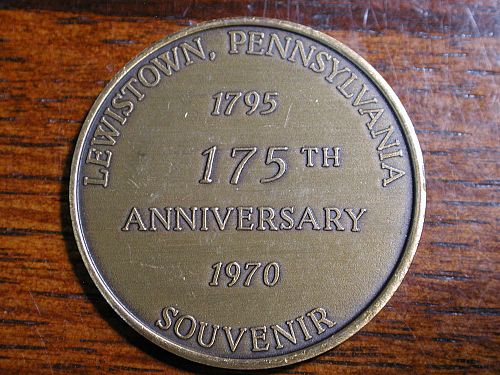 LEWISTOWN, PENNSYLVANIA
1795
175TH
ANNIVERSARY
1970
SOUVENIR